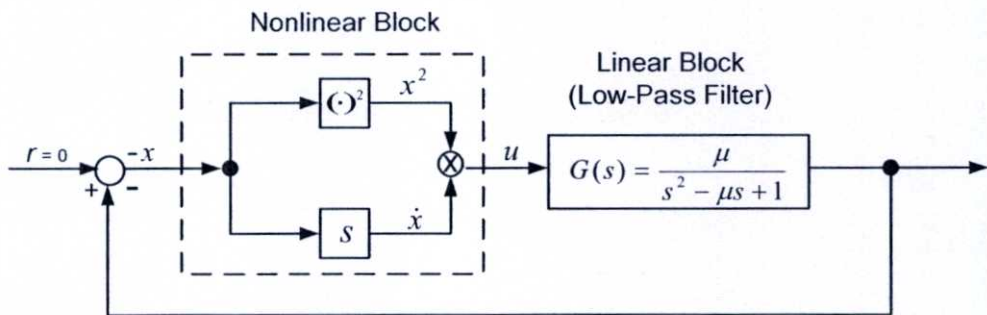 Nonlinear Block
(·)²
x²
Linear Block
(Low-Pass Filter)
r = 0
+
-
-x
⊗
u
G(s) = μ / (s² − μs + 1)
s
ẋ